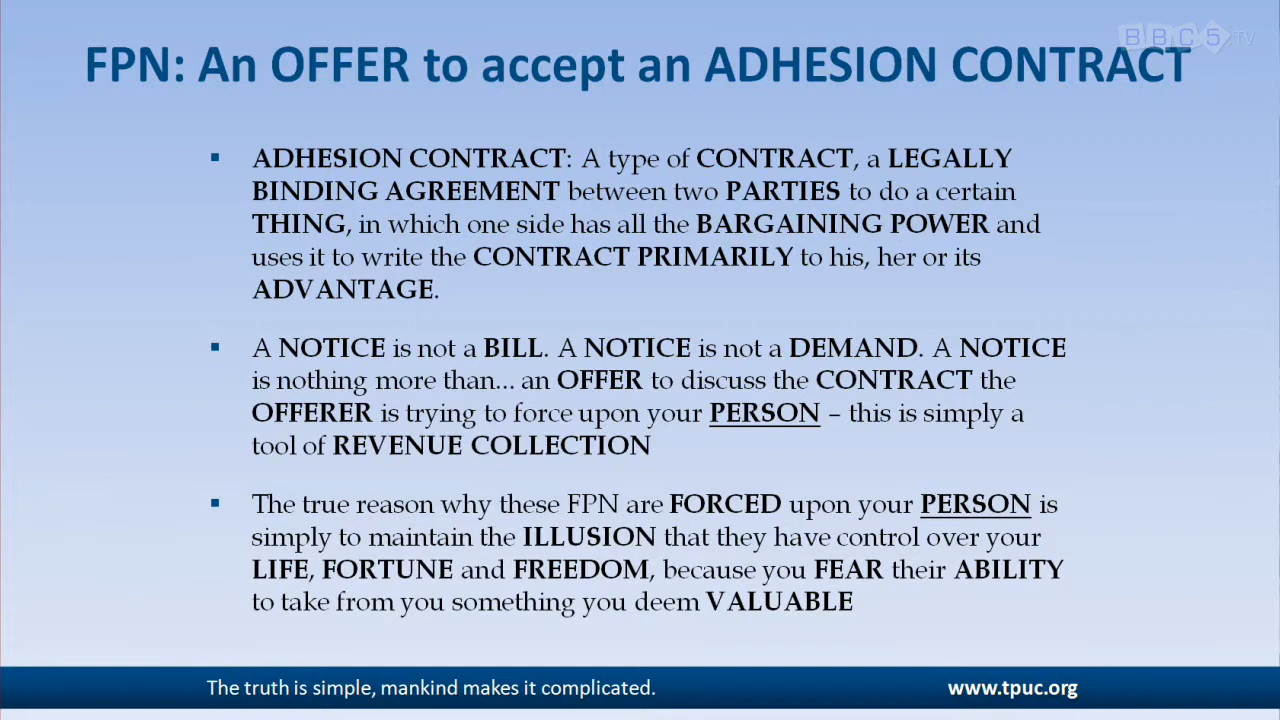 BBC5 TV
FPN: An OFFER to accept an ADHESION CONTRACT
▪ ADHESION CONTRACT: A type of CONTRACT, a LEGALLY
BINDING AGREEMENT between two PARTIES to do a certain
THING, in which one side has all the BARGAINING POWER and
uses it to write the CONTRACT PRIMARILY to his, her or its
ADVANTAGE.
▪ A NOTICE is not a BILL. A NOTICE is not a DEMAND. A NOTICE
is nothing more than... an OFFER to discuss the CONTRACT the
OFFERER is trying to force upon your PERSON – this is simply a
tool of REVENUE COLLECTION
▪ The true reason why these FPN are FORCED upon your PERSON is
simply to maintain the ILLUSION that they have control over your
LIFE, FORTUNE and FREEDOM, because you FEAR their ABILITY
to take from you something you deem VALUABLE
The truth is simple, mankind makes it complicated.
www.tpuc.org